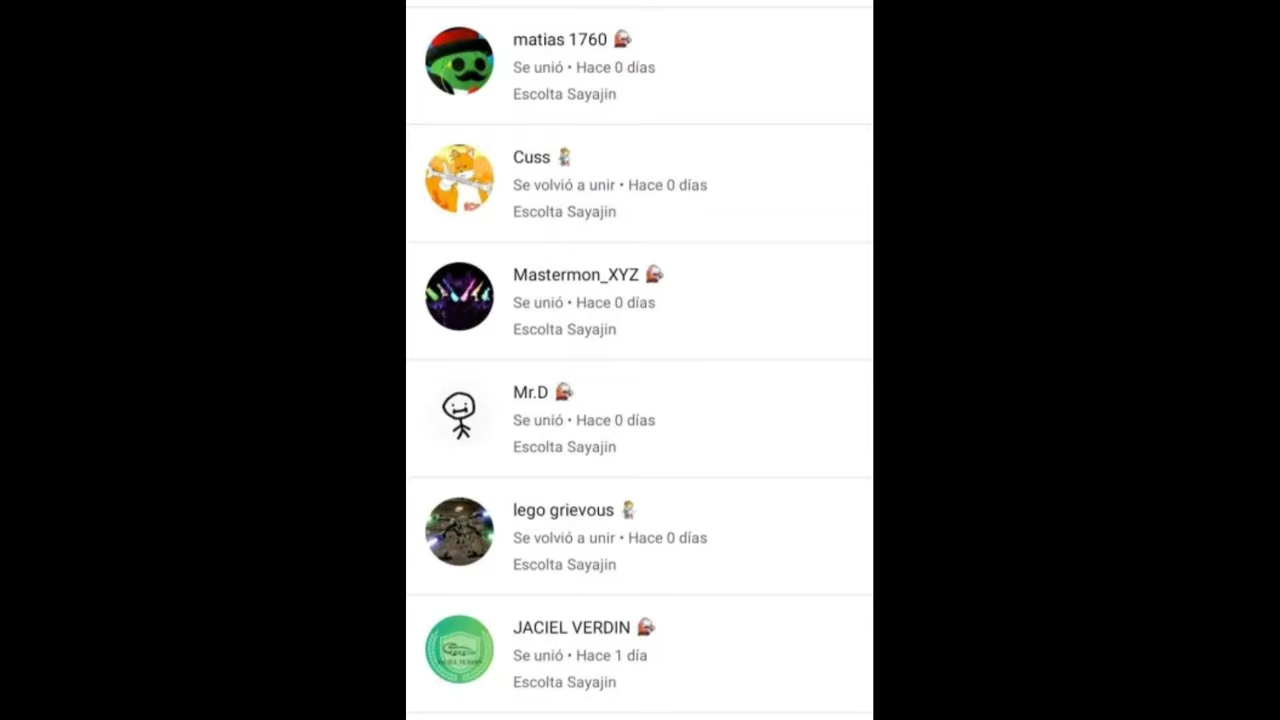 matias 1760
Se unió • Hace 0 días
Escolta Sayajin
Cuss
Se volvió a unir • Hace 0 días
Escolta Sayajin
Mastermon_XYZ
Se unió • Hace 0 días
Escolta Sayajin
Mr.D
Se unió • Hace 0 días
Escolta Sayajin
lego grievous
Se volvió a unir • Hace 0 días
Escolta Sayajin
JACIEL VERDIN
Se unió • Hace 1 día
Escolta Sayajin